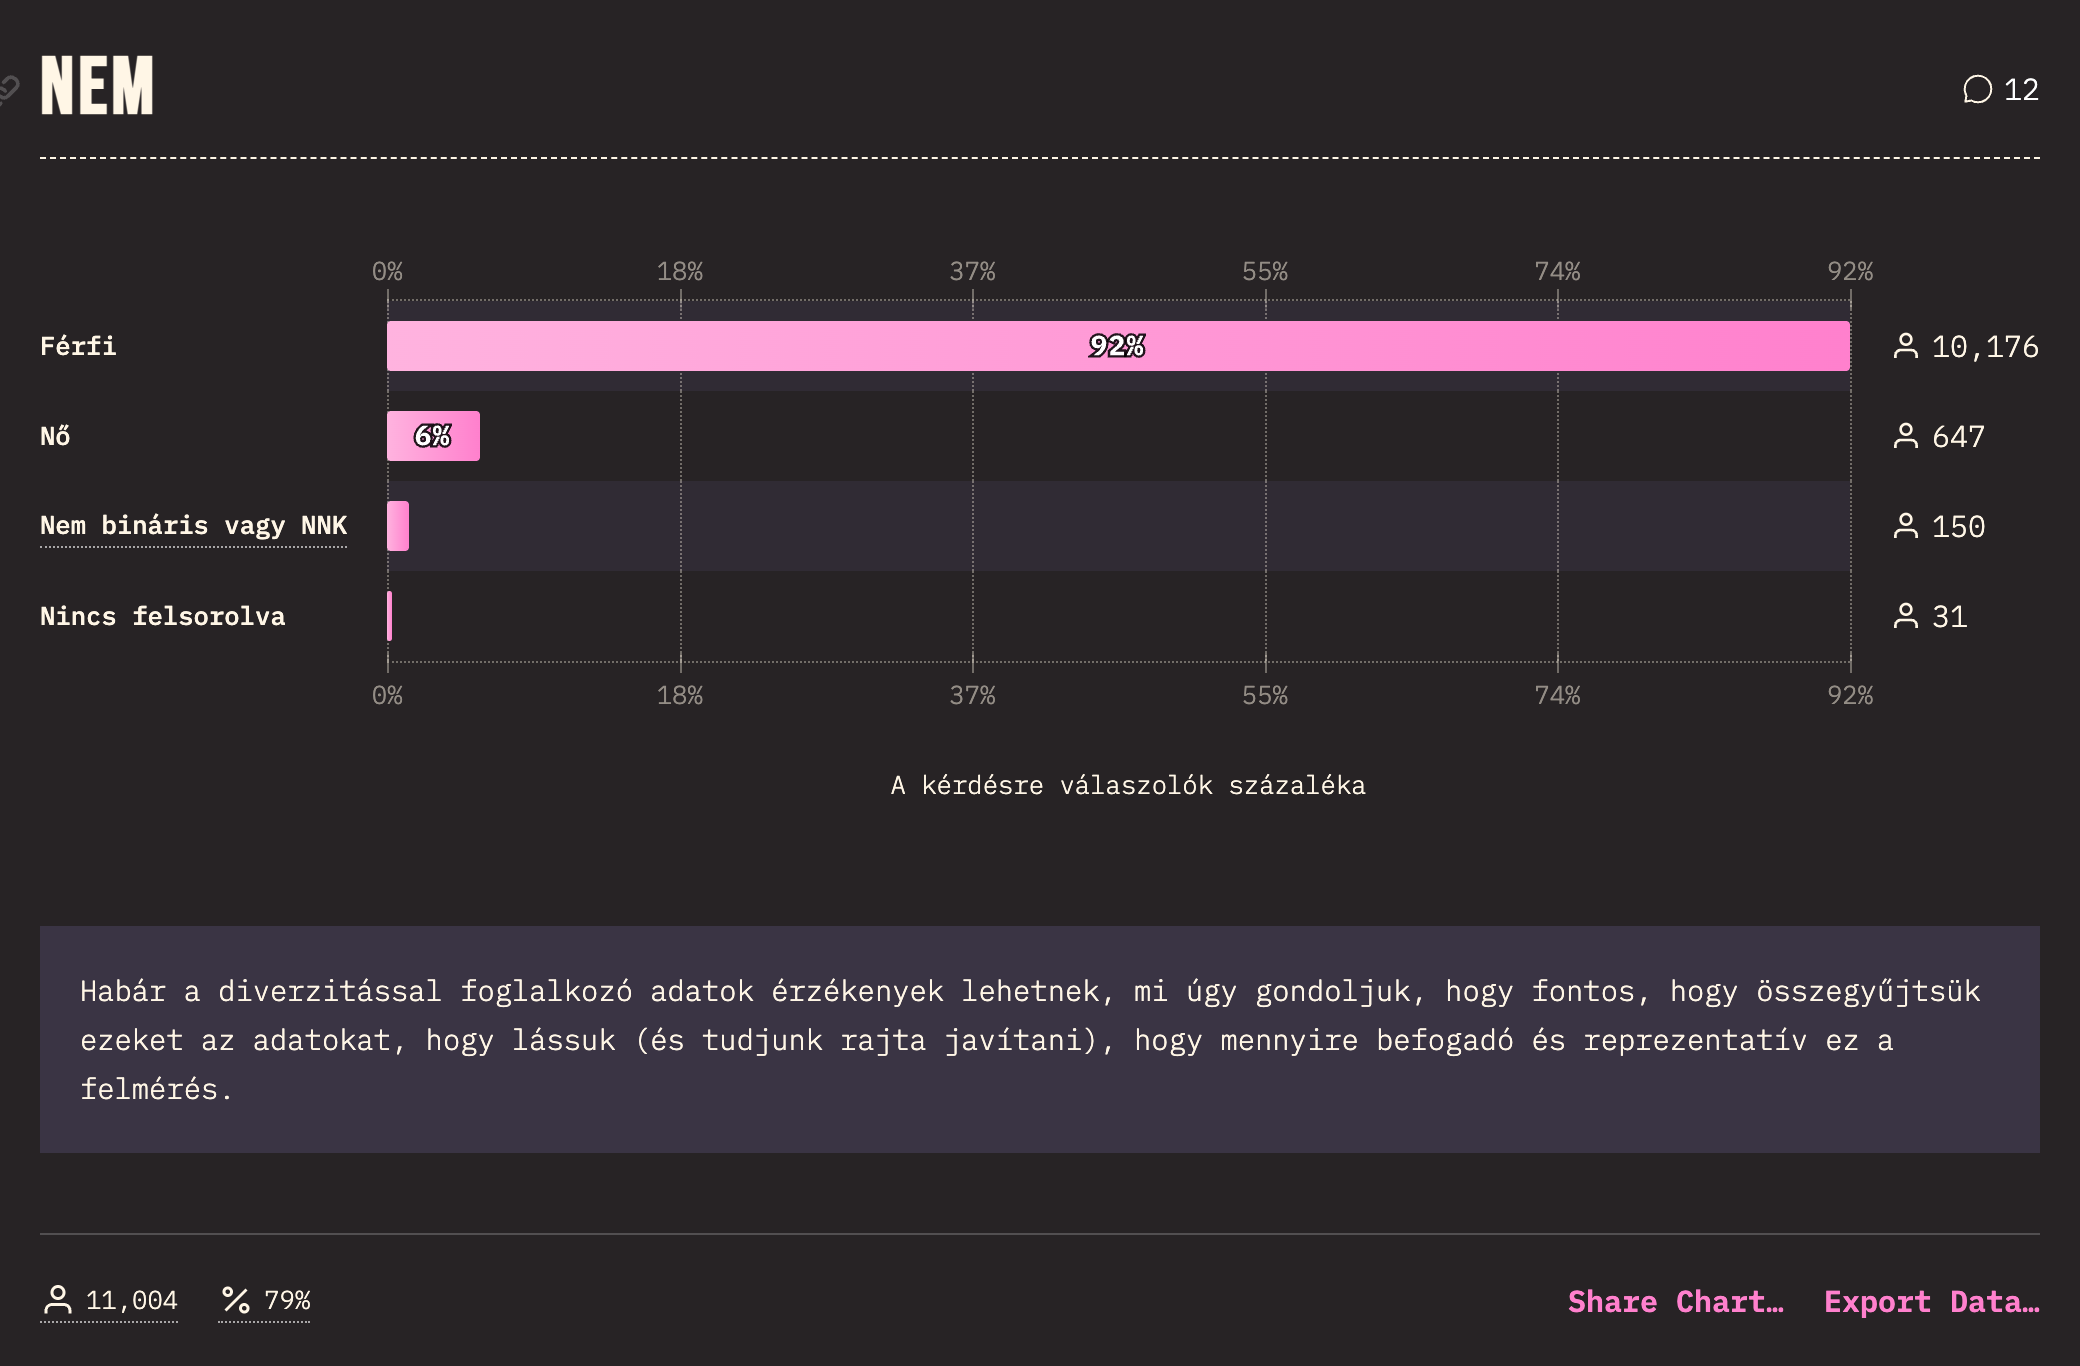 NEM
12
0% 18% 37% 55% 74% 92%
Férfi 92% 10,176
Nő 6% 647
Nem bináris vagy NNK 150
Nincs felsorolva 31
0% 18% 37% 55% 74% 92%
A kérdésre válaszolók százaléka
Habár a diverzitással foglalkozó adatok érzékenyek lehetnek, mi úgy gondoljuk, hogy fontos, hogy összegyűjtsük
ezeket az adatokat, hogy lássuk (és tudjunk rajta javítani), hogy mennyire befogadó és reprezentatív ez a
felmérés.
11,004 79% Share Chart… Export Data…